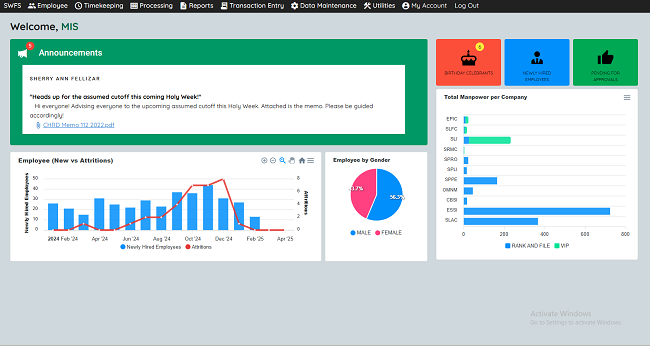 SWFS Employee Timekeeping Processing Reports Transaction Entry Data Maintenance Utilities My Account Log Out
Welcome, MIS
5
Announcements
SHERRY ANN FELLIZAR
"Heads up for the assumed cutoff this coming Holy Week!"
Hi everyone! Advising everyone to the upcoming assumed cutoff this Holy Week. Attached is the memo. Please be guided
accordingly!
CHRD Memo 112 2022.pdf
6
BIRTHDAY CELEBRANTS
NEWLY HIRED
EMPLOYEES
PENDING FOR
APPROVALS
Employee (New vs Attritions)
Newly Hired Employees
50
40
30
20
10
0
8
6
4
2
0
Attritions
2024 Feb '24 Apr '24 Jun '24 Aug '24 Oct '24 Dec '24 Feb '25 Apr '25
Newly Hired Employees Attritions
Employee by Gender
56.3%
MALE FEMALE
Total Manpower per Company
EPIC
SLFC
SLI
SRMC
SPRO
SPLI
SPPE
DMNM
CBSI
ESSI
SLAC
0 200 400 600 800
RANK AND FILE VIP
Activate Windows
Go to Settings to activate Windows.